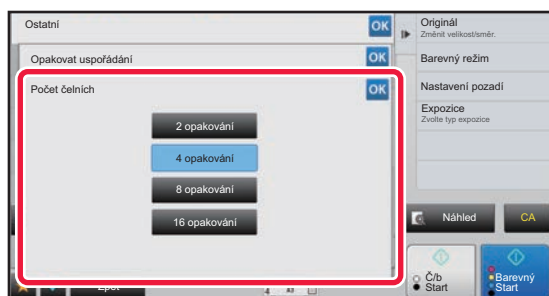 Ostatní
OK
Opakovat uspořádání
OK
Počet čelních
OK
2 opakování
4 opakování
8 opakování
16 opakování
Originál
Změnit velikost/směr.
Barevný režim
Nastavení pozadí
Expozice
Zvolte typ expozice
Náhled
CA
Č/b
Start
Barevný
Start